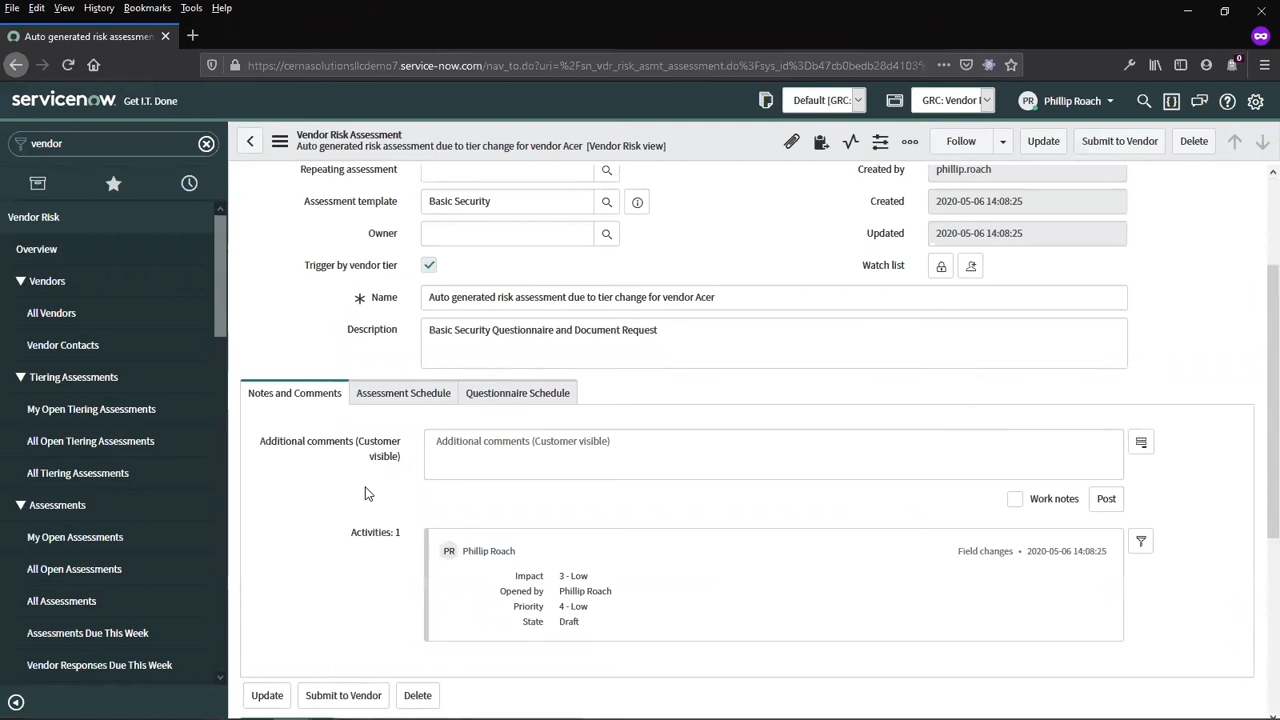 File Edit View History Bookmarks Tools Help
Auto generated risk assessmen
https://cernasolutionsllcdemo7.service-now.com/nav_to.do?uri=%2Fsn_vdr_risk_asmt_assessment.do%3Fsys_id%3Db47cb0bedb28d4103
servicenow Get I.T. Done
Default [GRC:
GRC: Vendor
PR Phillip Roach
vendor
Vendor Risk Assessment
Auto generated risk assessment due to tier change for vendor Acer [Vendor Risk view]
Follow
Update
Submit to Vendor
Delete
Vendor Risk
Overview
Vendors
All Vendors
Vendor Contacts
Tiering Assessments
My Open Tiering Assessments
All Open Tiering Assessments
All Tiering Assessments
Assessments
My Open Assessments
All Open Assessments
All Assessments
Assessments Due This Week
Vendor Responses Due This Week
Repeating assessment
Created by phillip.roach
Assessment template Basic Security
Created 2020-05-06 14:08:25
Owner
Updated 2020-05-06 14:08:25
Trigger by vendor tier
Watch list
Name Auto generated risk assessment due to tier change for vendor Acer
Description Basic Security Questionnaire and Document Request
Notes and Comments Assessment Schedule Questionnaire Schedule
Additional comments (Customer visible)
Additional comments (Customer visible)
Work notes Post
Activities: 1
PR Phillip Roach Field changes • 2020-05-06 14:08:25
Impact 3 - Low
Opened by Phillip Roach
Priority 4 - Low
State Draft
Update Submit to Vendor Delete